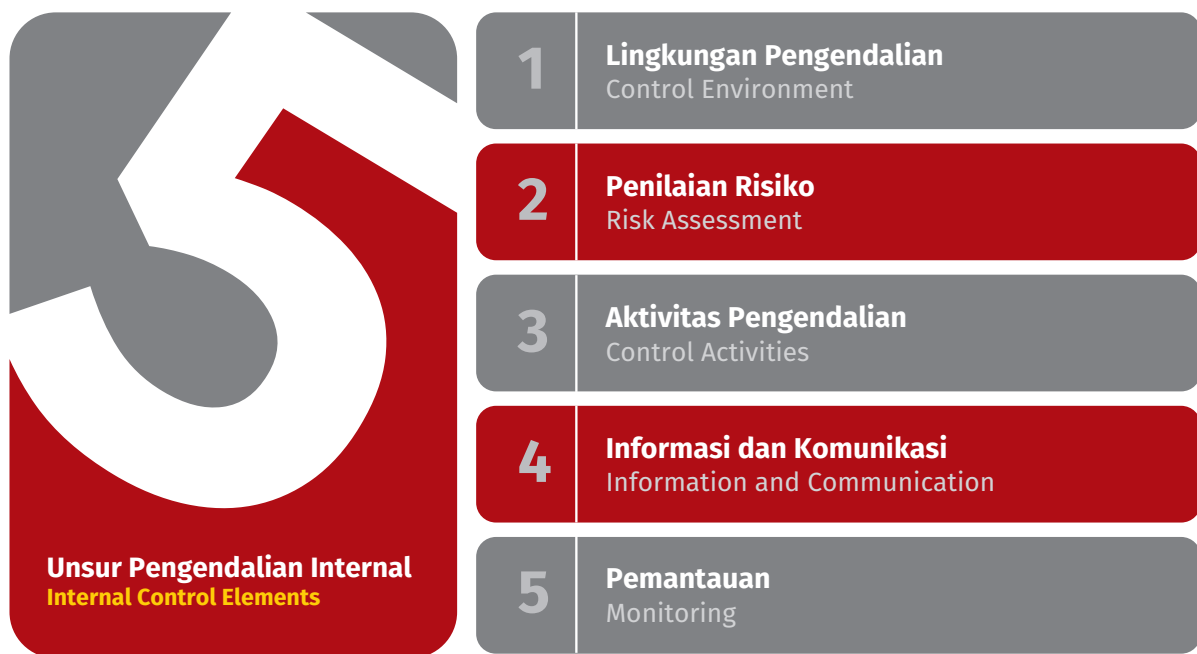 5
Unsur Pengendalian Internal
Internal Control Elements
1
Lingkungan Pengendalian
Control Environment
2
Penilaian Risiko
Risk Assessment
3
Aktivitas Pengendalian
Control Activities
4
Informasi dan Komunikasi
Information and Communication
5
Pemantauan
Monitoring